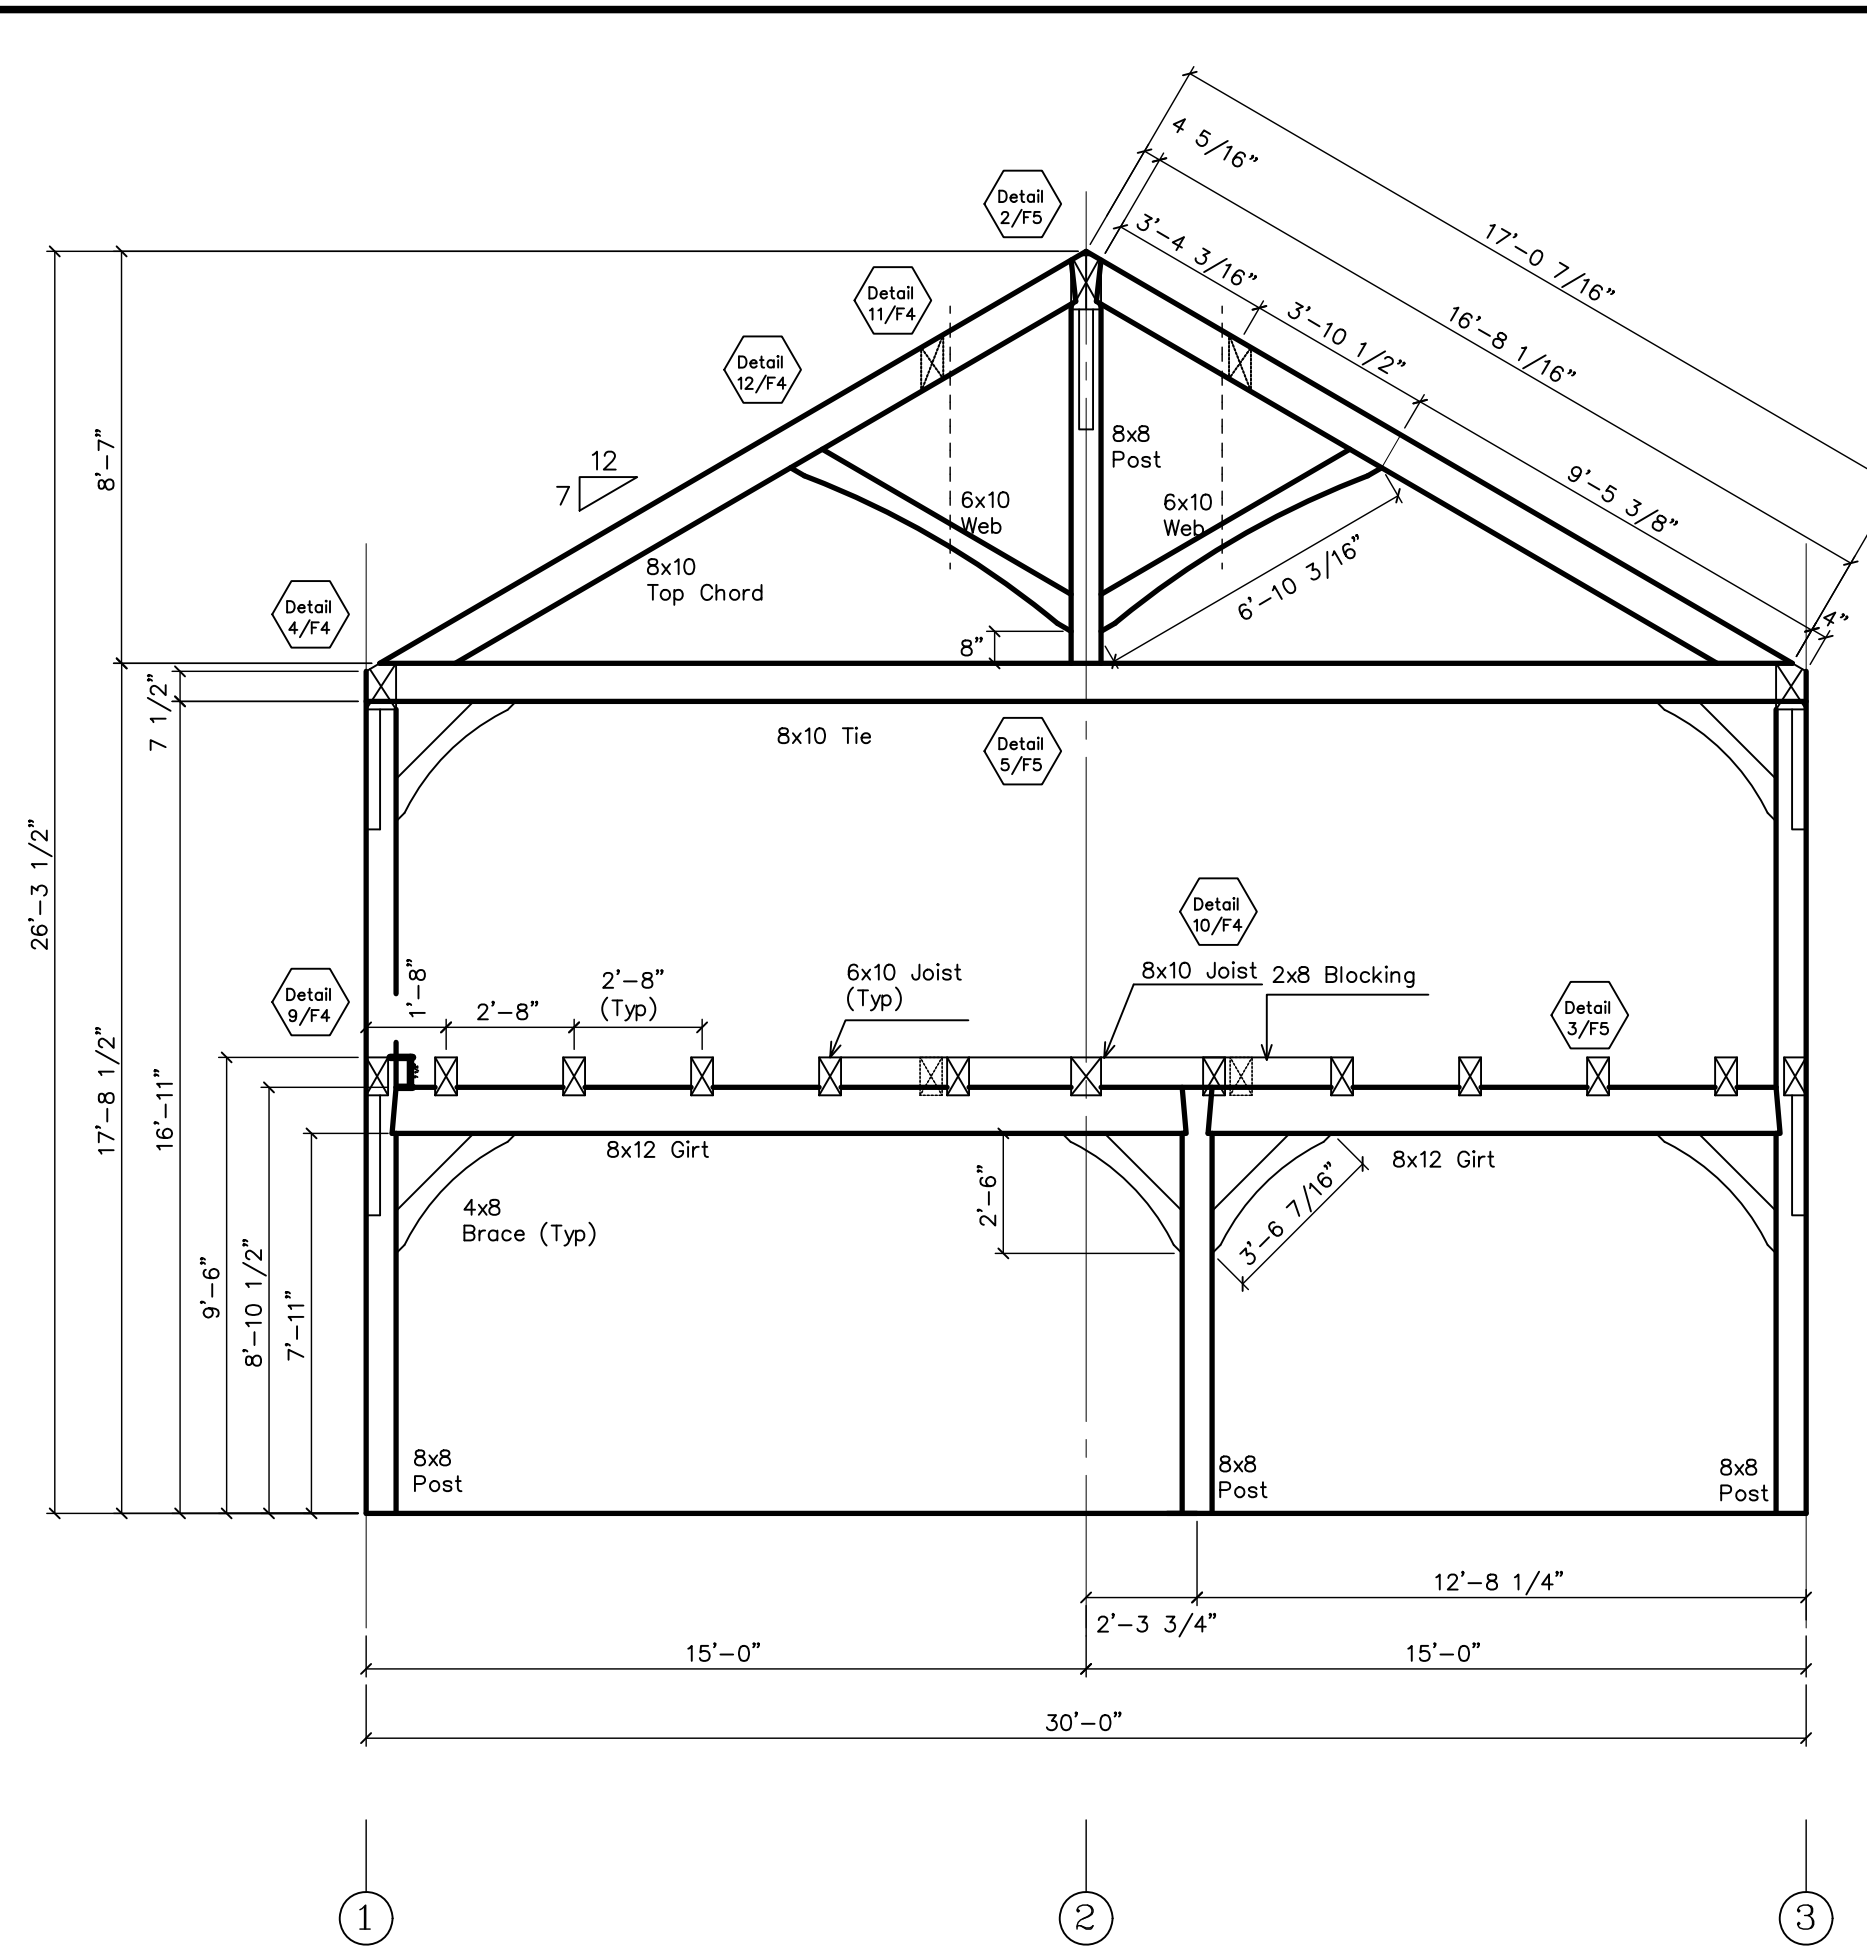 4 5/16"
Detail
2/F5
3'-4 3/16"
17'-0 7/16"
Detail
11/F4
3'-10 1/2"
16'-8 1/16"
Detail
12/F4
8'-7"
12
7
8x8
Post
9'-5 3/8"
6x10
Web
6x10
Web
8x10
Top Chord
6'-10 3/16"
Detail
4/F4
8"
4"
7 1/2"
8x10 Tie
Detail
5/F5
26'-3 1/2"
Detail
10/F4
Detail
9/F4
1'-8"
2'-8"
2'-8"
(Typ)
6x10 Joist
(Typ)
8x10 Joist
2x8 Blocking
Detail
3/F5
17'-8 1/2"
16'-11"
8x12 Girt
8x12 Girt
2'-6"
3'-6 7/16"
4x8
Brace (Typ)
9'-6"
8'-10 1/2"
7'-11"
8x8
Post
8x8
Post
8x8
Post
12'-8 1/4"
2'-3 3/4"
15'-0"
15'-0"
30'-0"
1
2
3